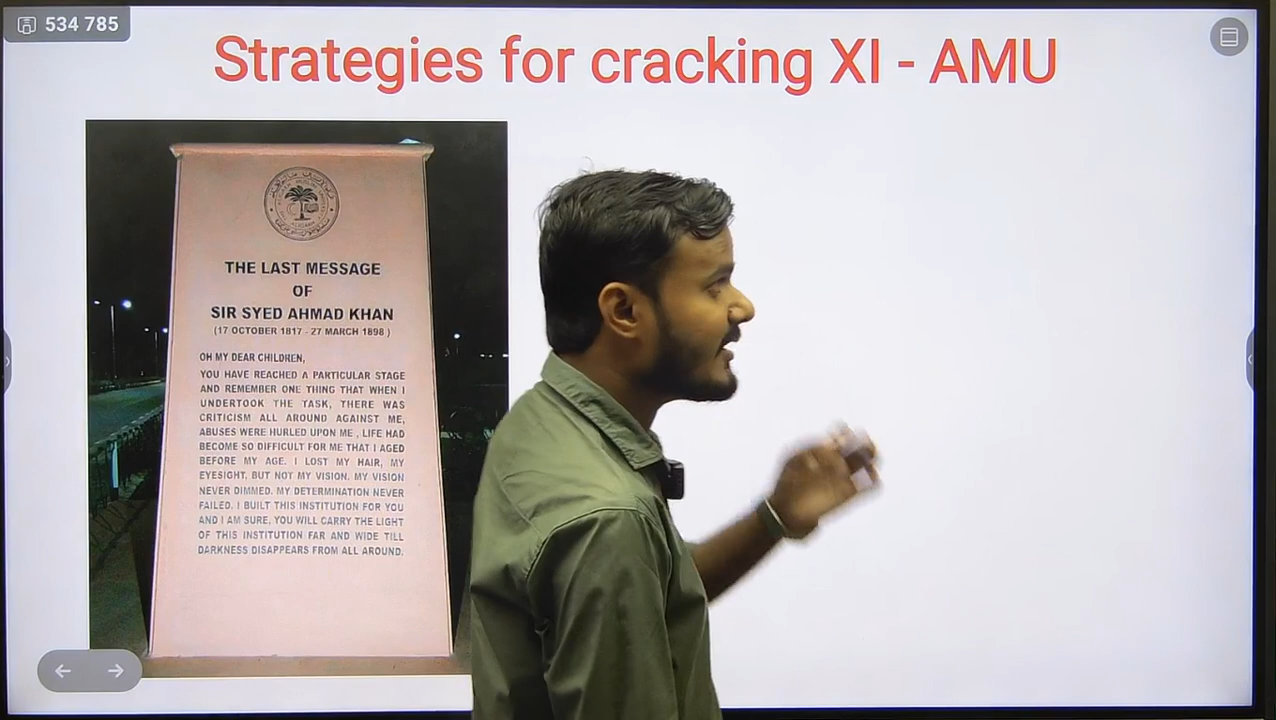 534 785
Strategies for cracking XI - AMU
THE LAST MESSAGE
OF
SIR SYED AHMAD KHAN
(17 OCTOBER 1817 - 27 MARCH 1898)
OH MY DEAR CHILDREN,
YOU HAVE REACHED A PARTICULAR STAGE
AND REMEMBER ONE THING THAT WHEN I
UNDERTOOK THE TASK, THERE WAS
CRITICISM ALL AROUND AGAINST ME,
ABUSES WERE HURLED UPON ME, LIFE HAD
BECOME SO DIFFICULT FOR ME THAT I AGED
BEFORE MY AGE. I LOST MY HAIR, MY
EYESIGHT, BUT NOT MY VISION. MY VISION
NEVER DIMMED. MY DETERMINATION NEVER
FAILED. I BUILT THIS INSTITUTION FOR YOU
AND I AM SURE, YOU WILL CARRY THE LIGHT
OF THIS INSTITUTION FAR AND WIDE TILL
DARKNESS DISAPPEARS FROM ALL AROUND.